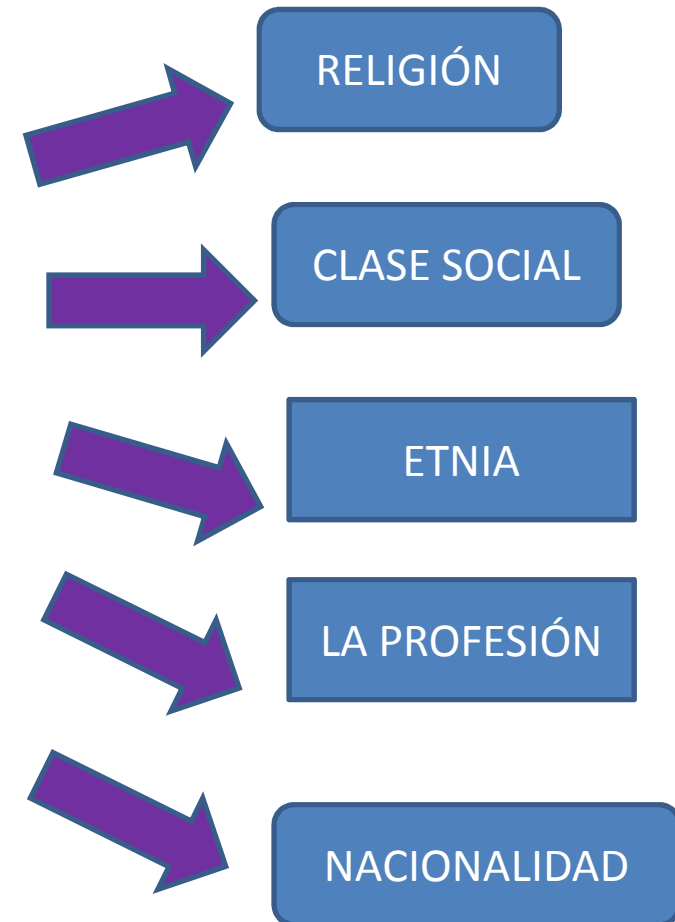 RELIGIÓN
CLASE SOCIAL
ETNIA
LA PROFESIÓN
NACIONALIDAD